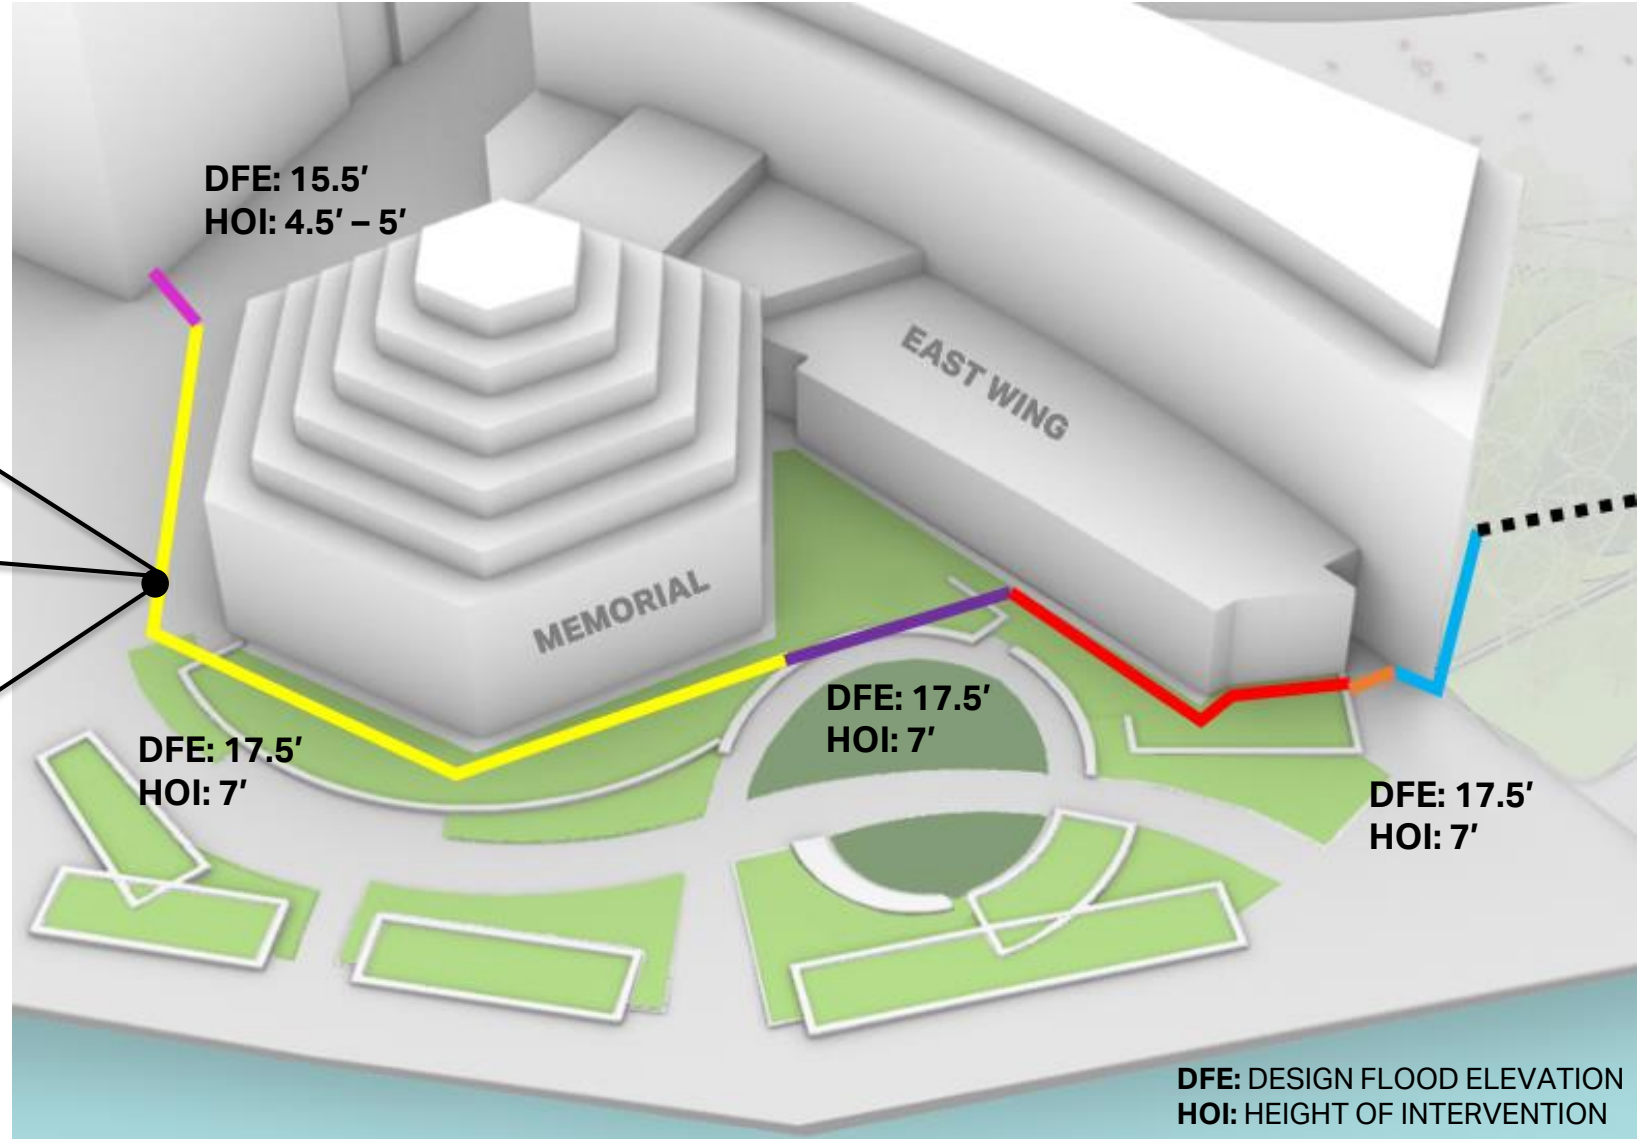 DFE: 15.5′
HOI: 4.5′ – 5′
EAST WING
MEMORIAL
DFE: 17.5′
HOI: 7′
DFE: 17.5′
HOI: 7′
DFE: 17.5′
HOI: 7′
DFE: DESIGN FLOOD ELEVATION
HOI: HEIGHT OF INTERVENTION